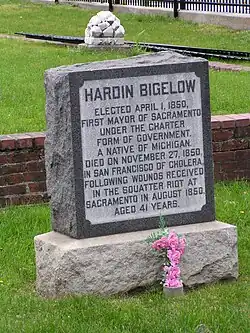 HARDIN BIGELOW
ELECTED APRIL 1, 1850,
FIRST MAYOR OF SACRAMENTO
UNDER THE CHARTER
FORM OF GOVERNMENT.
A NATIVE OF MICHIGAN.
DIED ON NOVEMBER 27, 1850,
IN SAN FRANCISCO OF CHOLERA,
FOLLOWING WOUNDS RECEIVED
IN THE SQUATTER RIOT AT
SACRAMENTO IN AUGUST 1850.
AGED 41 YEARS.